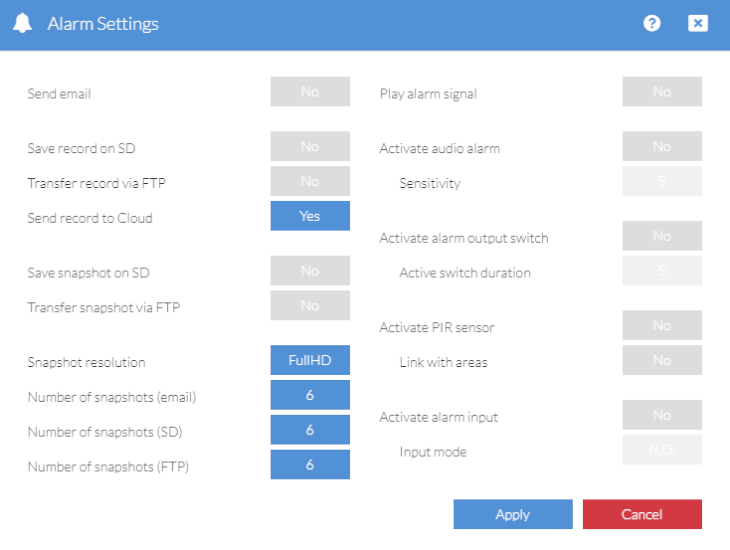 Alarm Settings
Send email No
Save record on SD No
Transfer record via FTP No
Send record to Cloud Yes
Save snapshot on SD No
Transfer snapshot via FTP No
Snapshot resolution FullHD
Number of snapshots (email) 6
Number of snapshots (SD) 6
Number of snapshots (FTP) 6
Play alarm signal No
Activate audio alarm No
Sensitivity 5
Activate alarm output switch No
Active switch duration 5
Activate PIR sensor No
Link with areas No
Activate alarm input No
Input mode N.O.
Apply Cancel